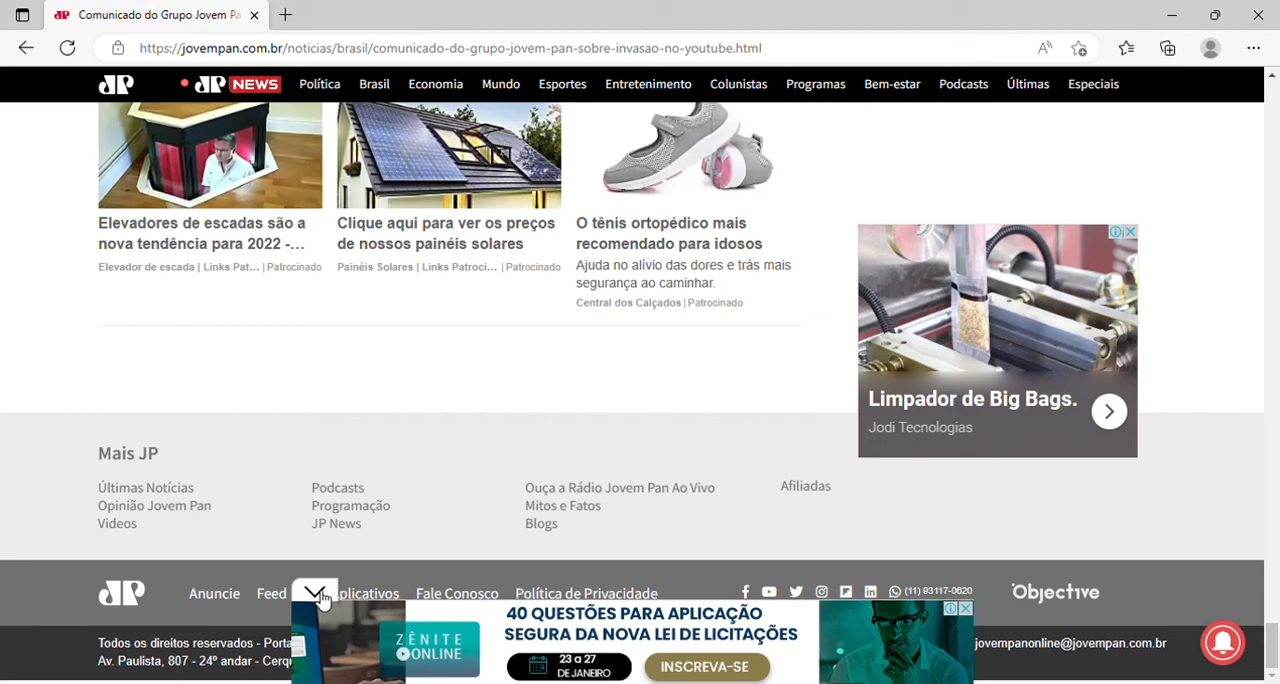 Comunicado do Grupo Jovem Pa
https://jovempan.com.br/noticias/brasil/comunicado-do-grupo-jovem-pan-sobre-invasao-no-youtube.html
JP JP NEWS Política Brasil Economia Mundo Esportes Entretenimento Colunistas Programas Bem-estar Podcasts Últimas Especiais
Elevadores de escadas são a
nova tendência para 2022 -...
Elevador de escada | Links Pat... | Patrocinado
Clique aqui para ver os preços
de nossos painéis solares
Painéis Solares | Links Patroci... | Patrocinado
O tênis ortopédico mais
recomendado para idosos
Ajuda no alívio das dores e trás mais
segurança ao caminhar.
Central dos Calçados | Patrocinado
Limpador de Big Bags.
Jodi Tecnologias
Mais JP
Últimas Notícias
Opinião Jovem Pan
Videos
Podcasts
Programação
JP News
Ouça a Rádio Jovem Pan Ao Vivo
Mitos e Fatos
Blogs
Afiliadas
JP Anuncie Feed plicativos Fale Conosco Política de Privacidade (11) 93117-0620 Objective
Todos os direitos reservados - Porta
Av. Paulista, 807 - 24º andar - Cerqu
jovempanonline@jovempan.com.br
ZÊNITE
ONLINE
40 QUESTÕES PARA APLICAÇÃO
SEGURA DA NOVA LEI DE LICITAÇÕES
23 a 27
DE JANEIRO
INSCREVA-SE